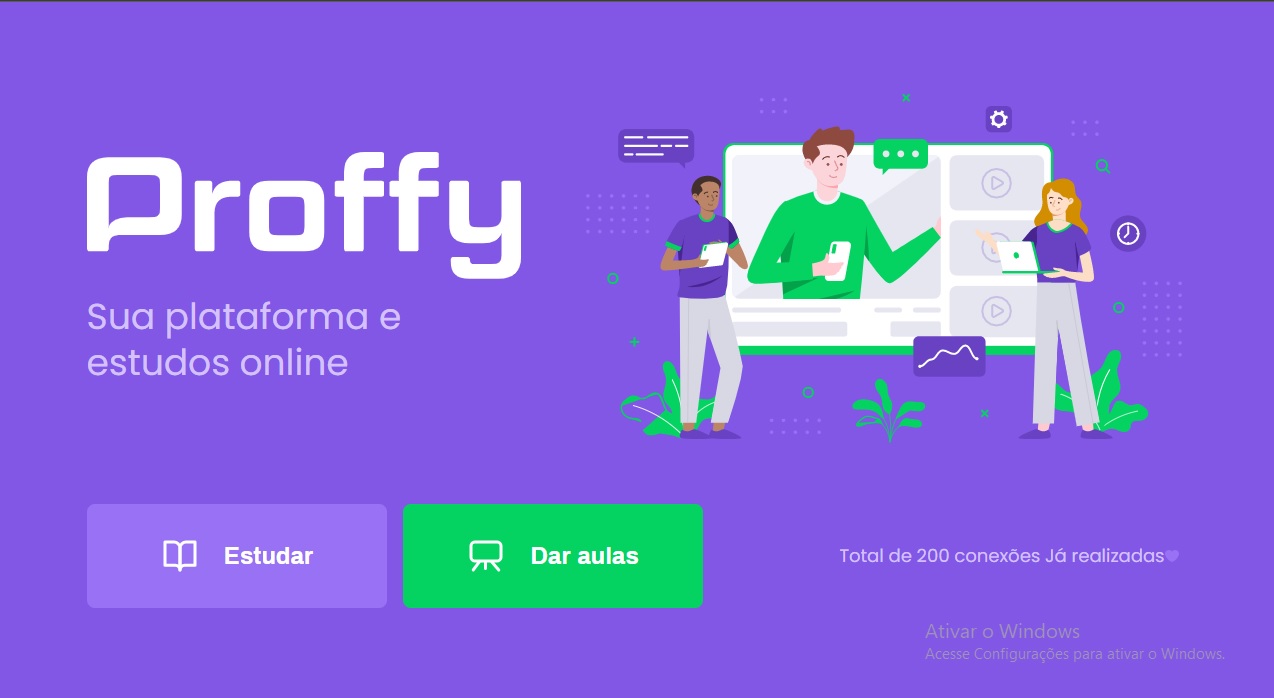 Proffy
Sua plataforma e
estudos online
Estudar
Dar aulas
Total de 200 conexões Já realizadas
Ativar o Windows
Acesse Configurações para ativar o Windows.